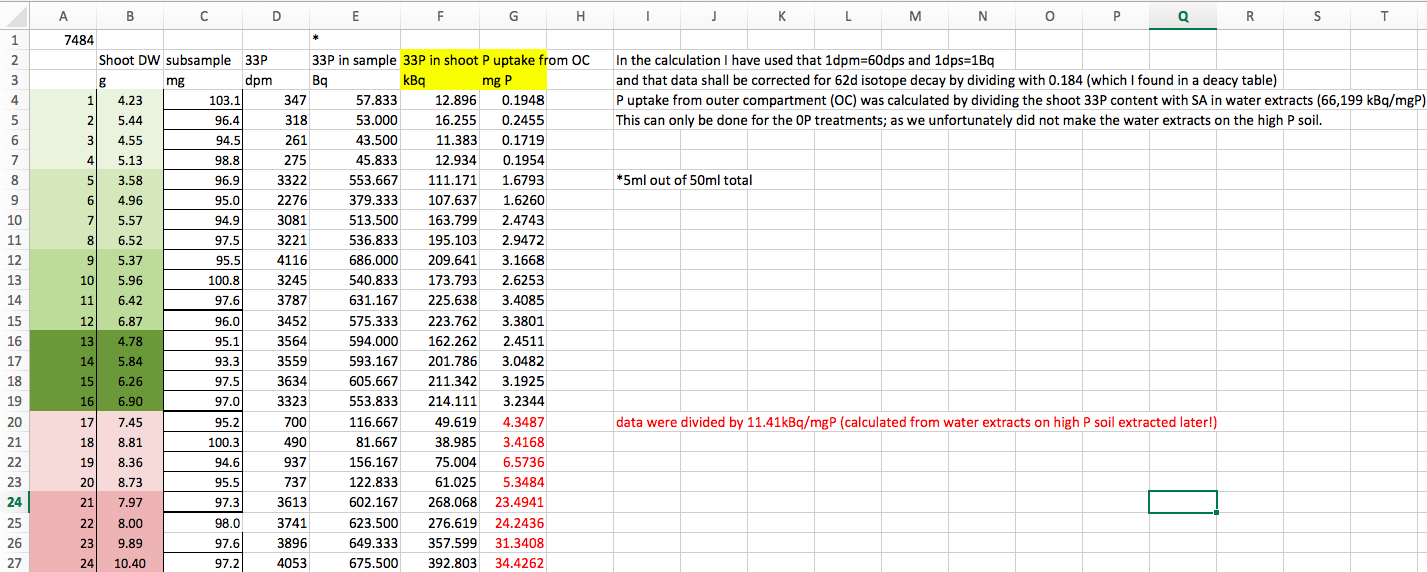 A B C D E F G H I J K L M N O P Q R S T
1 7484 *
2 Shoot DW subsample 33P 33P in sample 33P in shoot P uptake from OC In the calculation I have used that 1dpm=60dps and 1dps=1Bq
3 g mg dpm Bq kBq mg P and that data shall be corrected for 62d isotope decay by dividing with 0.184 (which I found in a deacy table)
4 1 4.23 103.1 347 57.833 12.896 0.1948 P uptake from outer compartment (OC) was calculated by dividing the shoot 33P content with SA in water extracts (66,199 kBq/mgP)
5 2 5.44 96.4 318 53.000 16.255 0.2455 This can only be done for the 0P treatments; as we unfortunately did not make the water extracts on the high P soil.
6 3 4.55 94.5 261 43.500 11.383 0.1719
7 4 5.13 98.8 275 45.833 12.934 0.1954
8 5 3.58 96.9 3322 553.667 111.171 1.6793 *5ml out of 50ml total
9 6 4.96 95.0 2276 379.333 107.637 1.6260
10 7 5.57 94.9 3081 513.500 163.799 2.4743
11 8 6.52 97.5 3221 536.833 195.103 2.9472
12 9 5.37 95.5 4116 686.000 209.641 3.1668
13 10 5.96 100.8 3245 540.833 173.793 2.6253
14 11 6.42 97.6 3787 631.167 225.638 3.4085
15 12 6.87 96.0 3452 575.333 223.762 3.3801
16 13 4.78 95.1 3564 594.000 162.262 2.4511
17 14 5.84 93.3 3559 593.167 201.786 3.0482
18 15 6.26 97.5 3634 605.667 211.342 3.1925
19 16 6.90 97.0 3323 553.833 214.111 3.2344
20 17 7.45 95.2 700 116.667 49.619 4.3487 data were divided by 11.41kBq/mgP (calculated from water extracts on high P soil extracted later!)
21 18 8.81 100.3 490 81.667 38.985 3.4168
22 19 8.36 94.6 937 156.167 75.004 6.5736
23 20 8.73 95.5 737 122.833 61.025 5.3484
24 21 7.97 97.3 3613 602.167 268.068 23.4941
25 22 8.00 98.0 3741 623.500 276.619 24.2436
26 23 9.89 97.6 3896 649.333 357.599 31.3408
27 24 10.40 97.2 4053 675.500 392.803 34.4262